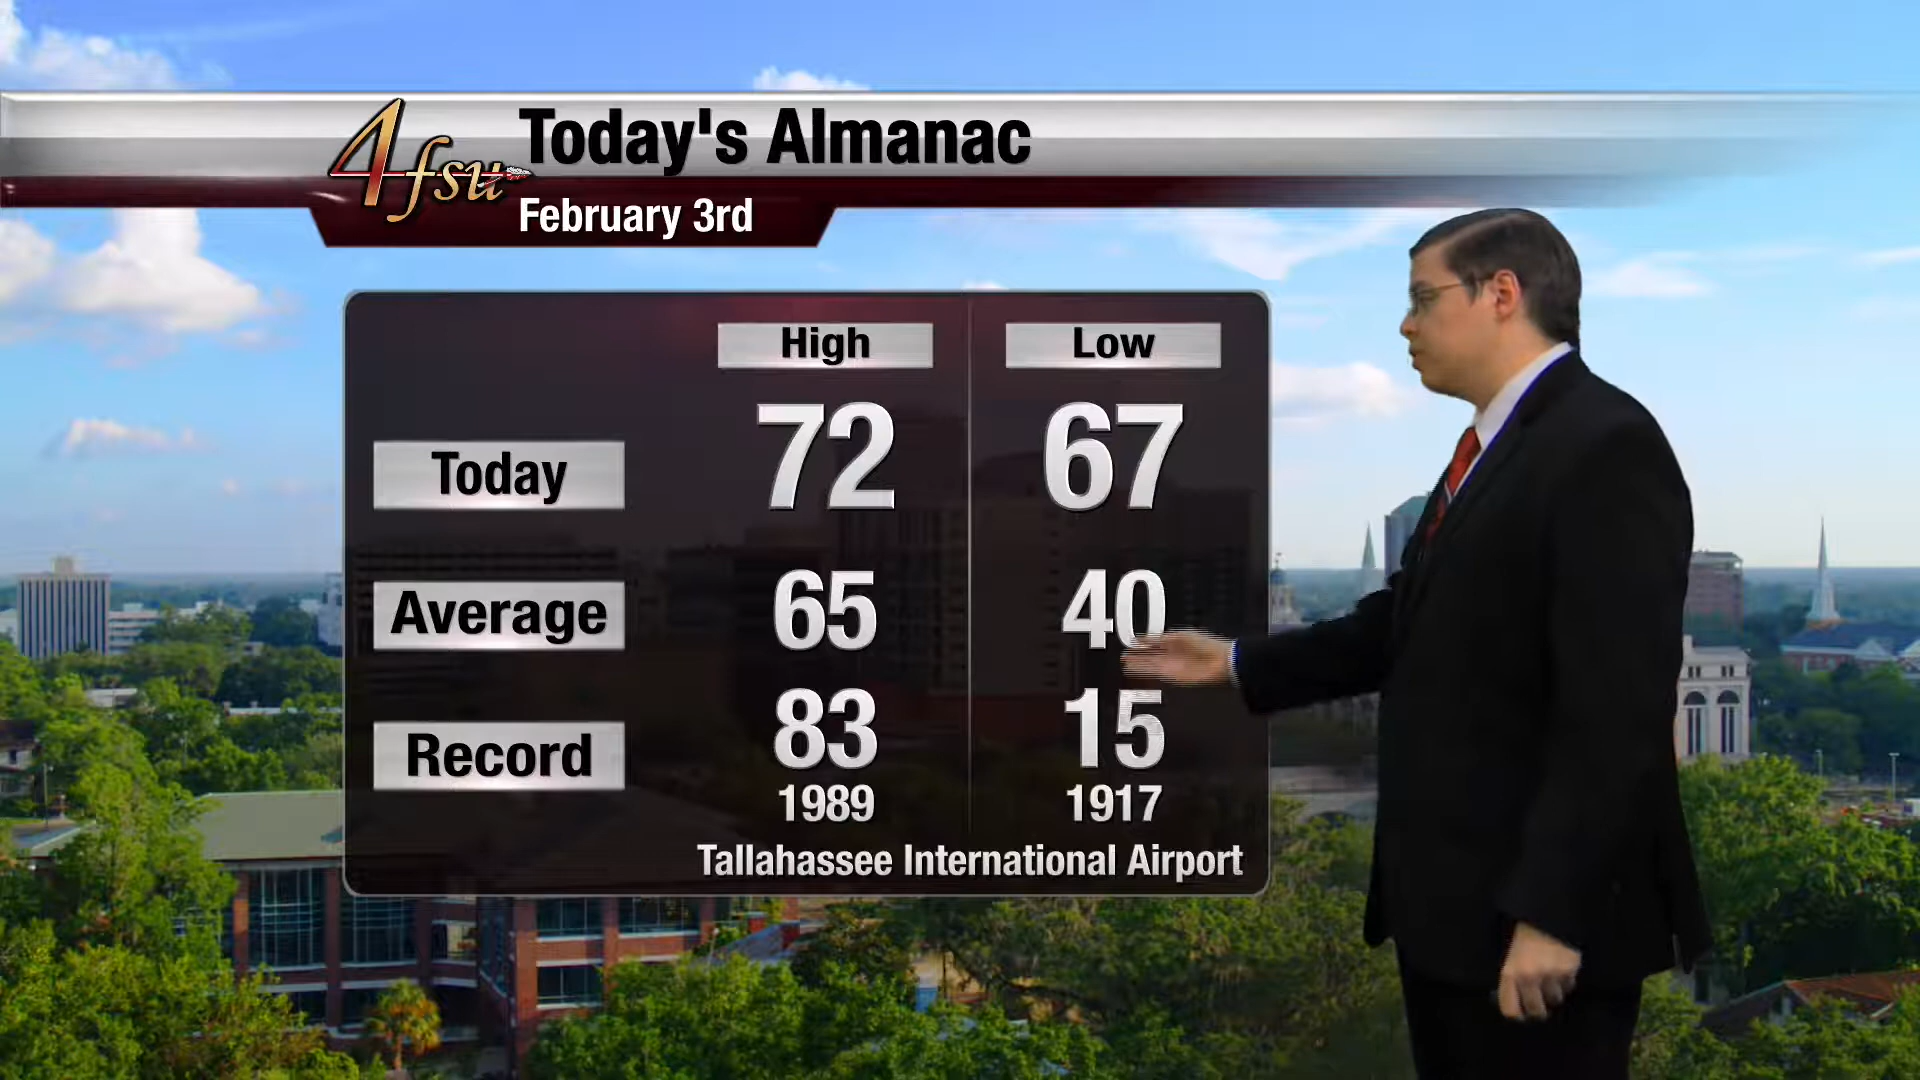 4fsu
Today's Almanac
February 3rd
High Low
Today 72 67
Average 65 40
Record 83 15
1989 1917
Tallahassee International Airport